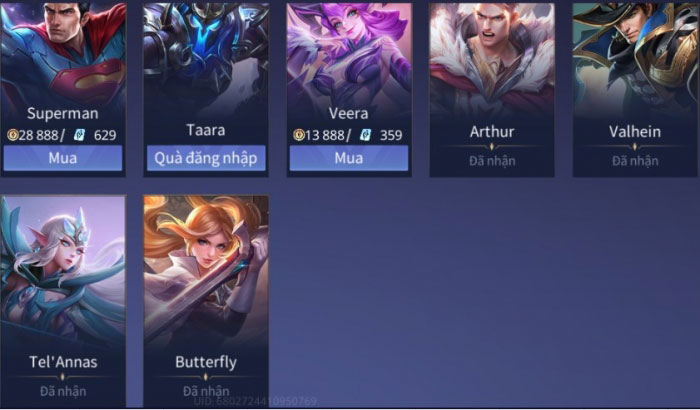 Superman
28 888/ 629
Mua
Taara
Quà đăng nhập
Veera
13 888/ 359
Mua
Arthur
Đã nhận
Valhein
Đã nhận
Tel'Annas
Đã nhận
Butterfly
Đã nhận
UID: 6802724410950769